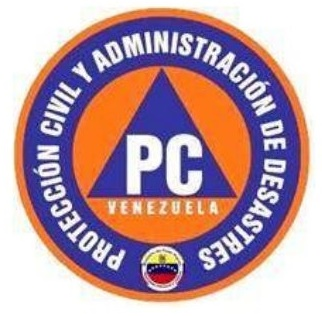 PROTECCIÓN CIVIL Y ADMINISTRACIÓN DE DESASTRES
PC
VENEZUELA